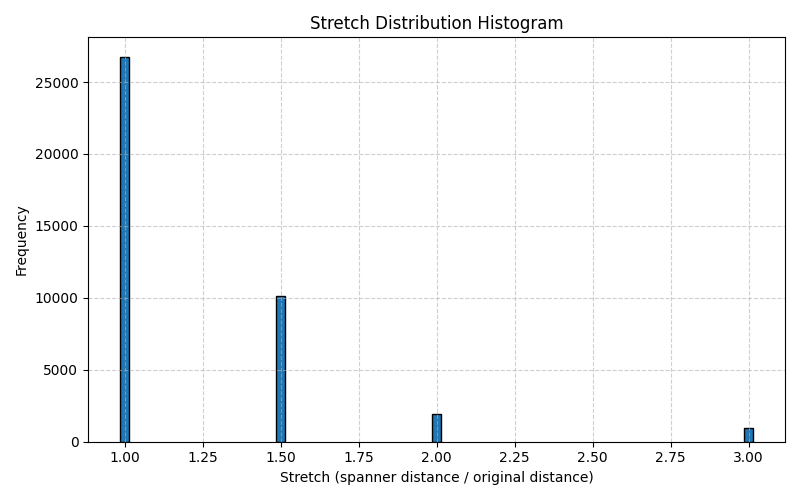 Stretch Distribution Histogram
Frequency
25000
20000
15000
10000
5000
0
1.00 1.25 1.50 1.75 2.00 2.25 2.50 2.75 3.00
Stretch (spanner distance / original distance)